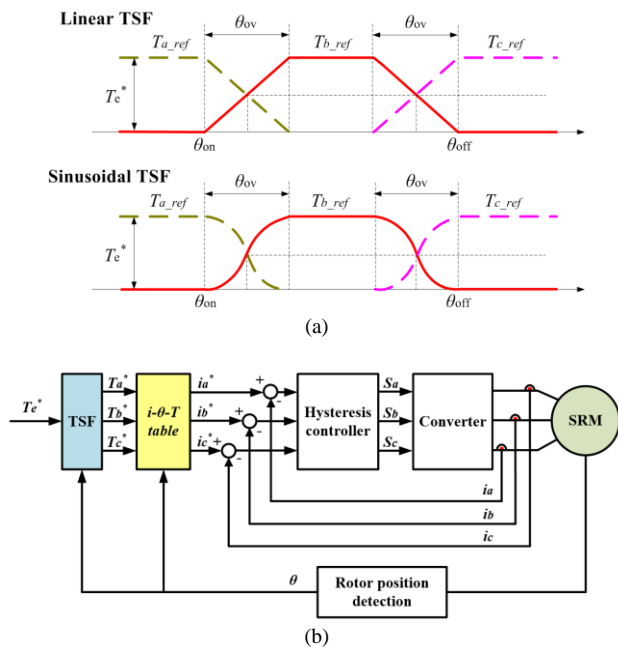 Linear TSF
θov θov
Ta_ref Tb_ref Tc_ref
Te*
θon θoff
Sinusoidal TSF
θov θov
Ta_ref Tb_ref Tc_ref
Te*
θon θoff
(a)
Te*
TSF
Ta*
Tb*
Tc*
i-θ-T
table
ia*
ib*
ic*
+
-
+
-
+
-
Hysteresis
controller
Sa
Sb
Sc
Converter
SRM
ia
ib
ic
θ
Rotor position
detection
(b)